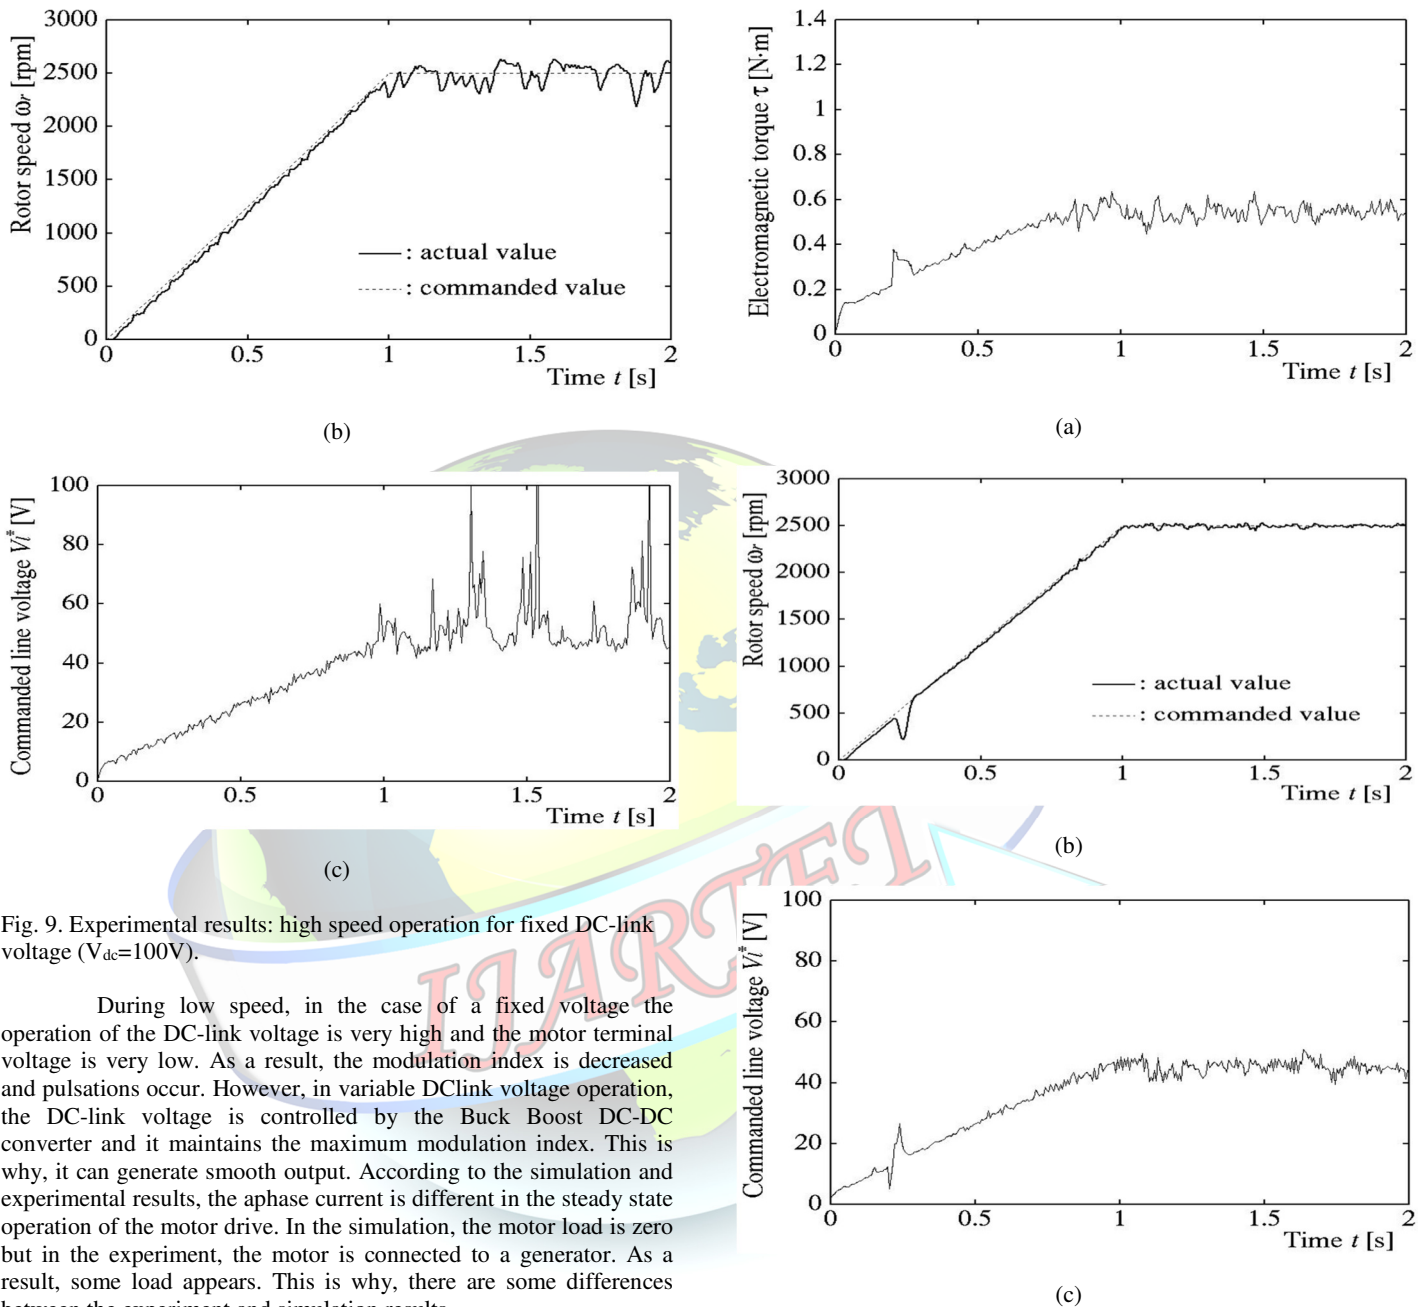 3000
2500
2000
1500
1000
500
0
Rotor speed ωr [rpm]
: actual value
: commanded value
0 0.5 1 1.5 2
Time t [s]
(b)
100
80
60
40
20
0
Commanded line voltage Vl* [V]
0 0.5 1 1.5 2
Time t [s]
(c)
Fig. 9. Experimental results: high speed operation for fixed DC-link
voltage (Vdc=100V).
During low speed, in the case of a fixed voltage the
operation of the DC-link voltage is very high and the motor terminal
voltage is very low. As a result, the modulation index is decreased
and pulsations occur. However, in variable DClink voltage operation,
the DC-link voltage is controlled by the Buck Boost DC-DC
converter and it maintains the maximum modulation index. This is
why, it can generate smooth output. According to the simulation and
experimental results, the aphase current is different in the steady state
operation of the motor drive. In the simulation, the motor load is zero
but in the experiment, the motor is connected to a generator. As a
result, some load appears. This is why, there are some differences
between the experiment and simulation results.
1.4
1.2
1
0.8
0.6
0.4
0.2
0
Electromagnetic torque τ [N·m]
0 0.5 1 1.5 2
Time t [s]
(a)
3000
2500
2000
1500
1000
500
0
Rotor speed ωr [rpm]
: actual value
: commanded value
0 0.5 1 1.5 2
Time t [s]
(b)
100
80
60
40
20
0
Commanded line voltage Vl* [V]
0 0.5 1 1.5 2
Time t [s]
(c)
IJARTET